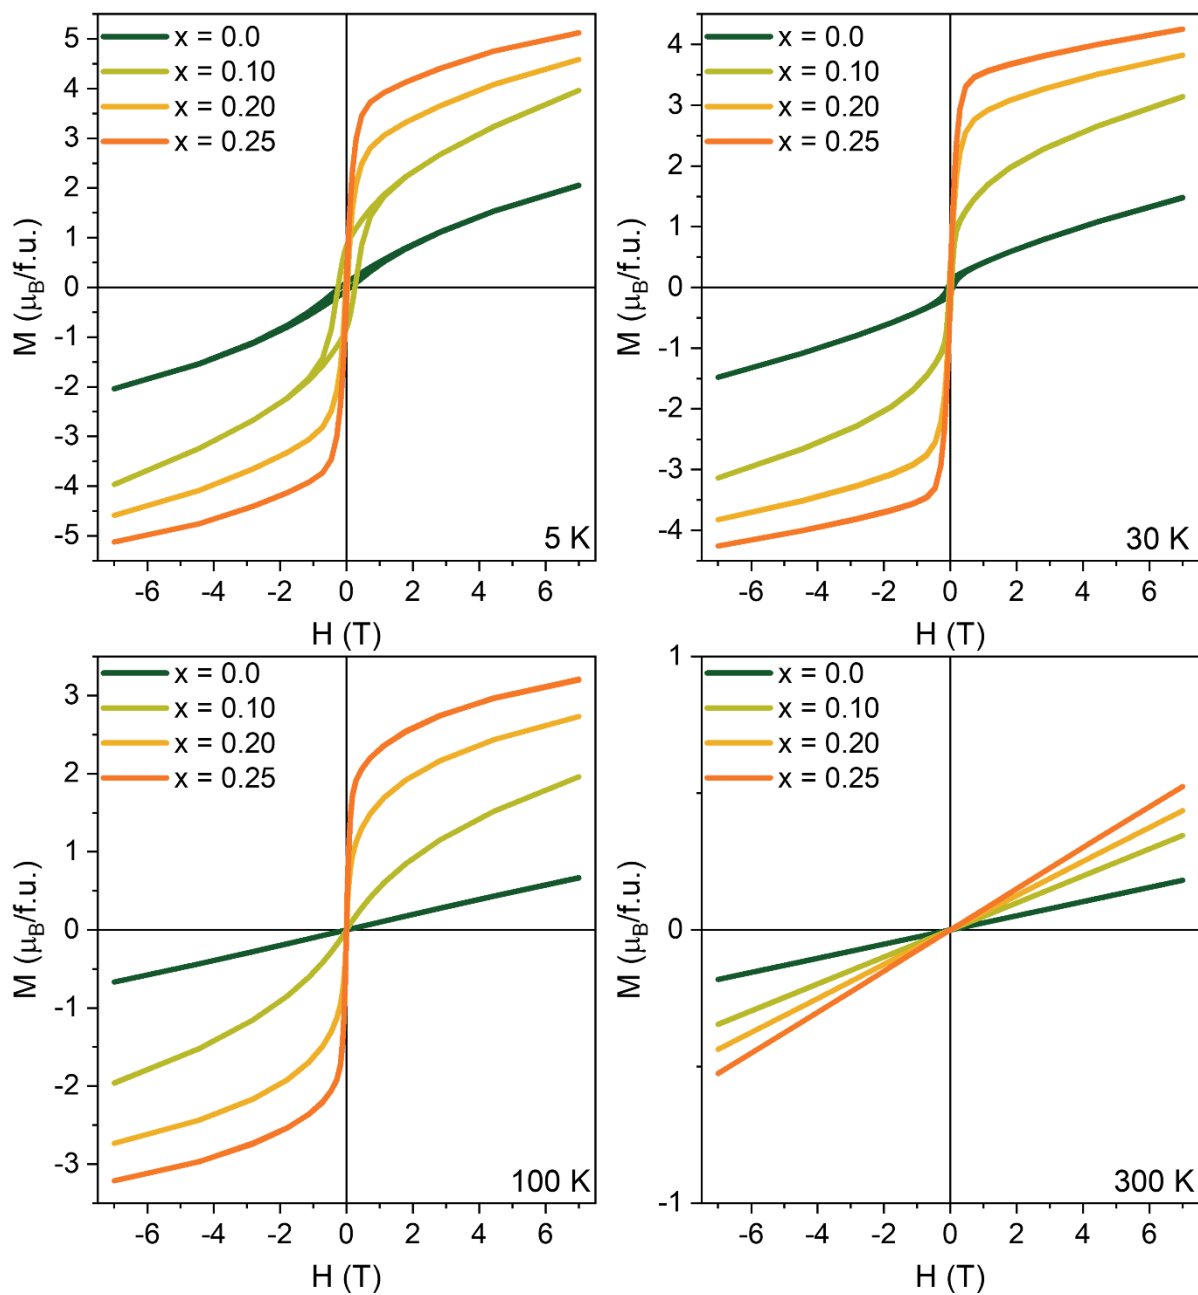 x = 0.0
x = 0.10
x = 0.20
x = 0.25
5
4
3
2
1
0
-1
-2
-3
-4
-5
M (μB/f.u.)
5 K
-6 -4 -2 0 2 4 6
H (T)
x = 0.0
x = 0.10
x = 0.20
x = 0.25
4
3
2
1
0
-1
-2
-3
-4
M (μB/f.u.)
30 K
-6 -4 -2 0 2 4 6
H (T)
x = 0.0
x = 0.10
x = 0.20
x = 0.25
3
2
1
0
-1
-2
-3
M (μB/f.u.)
100 K
-6 -4 -2 0 2 4 6
H (T)
x = 0.0
x = 0.10
x = 0.20
x = 0.25
1
0
-1
M (μB/f.u.)
300 K
-6 -4 -2 0 2 4 6
H (T)